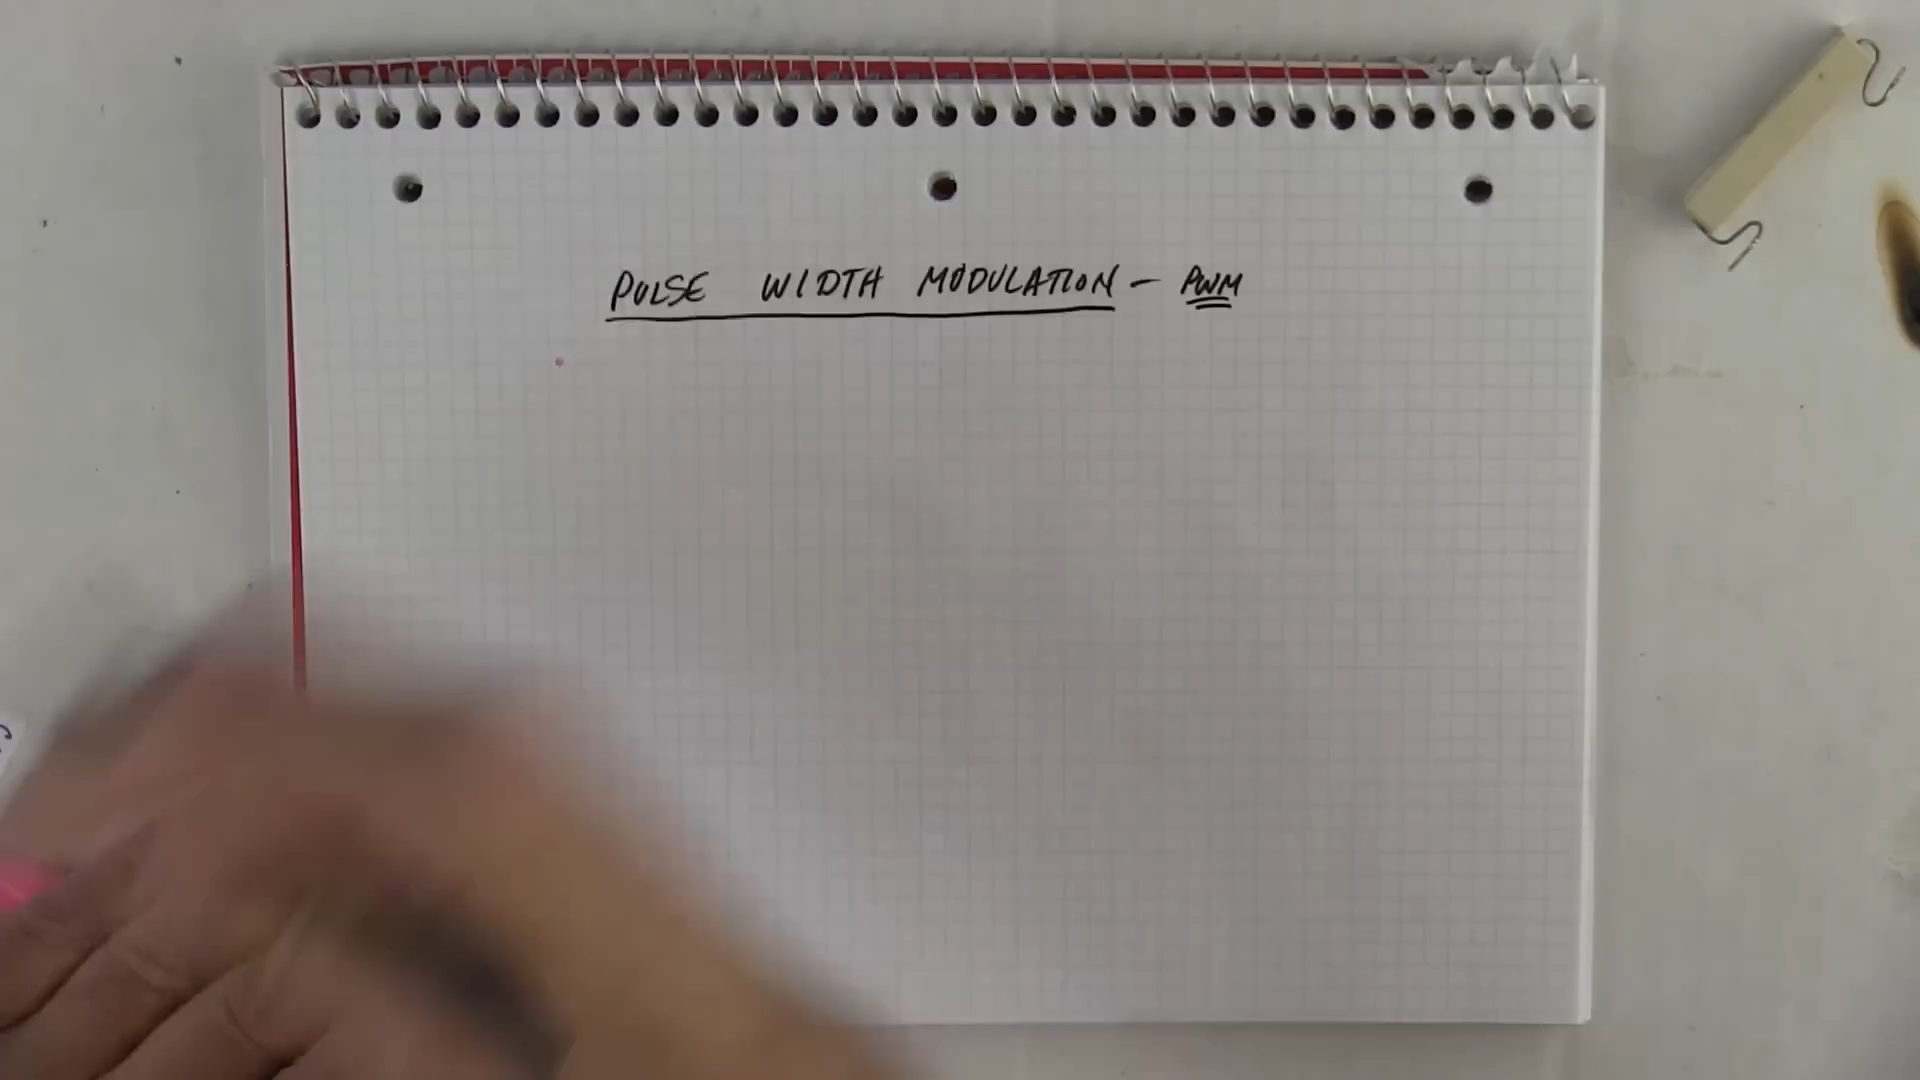 PULSE WIDTH MODULATION – PWM